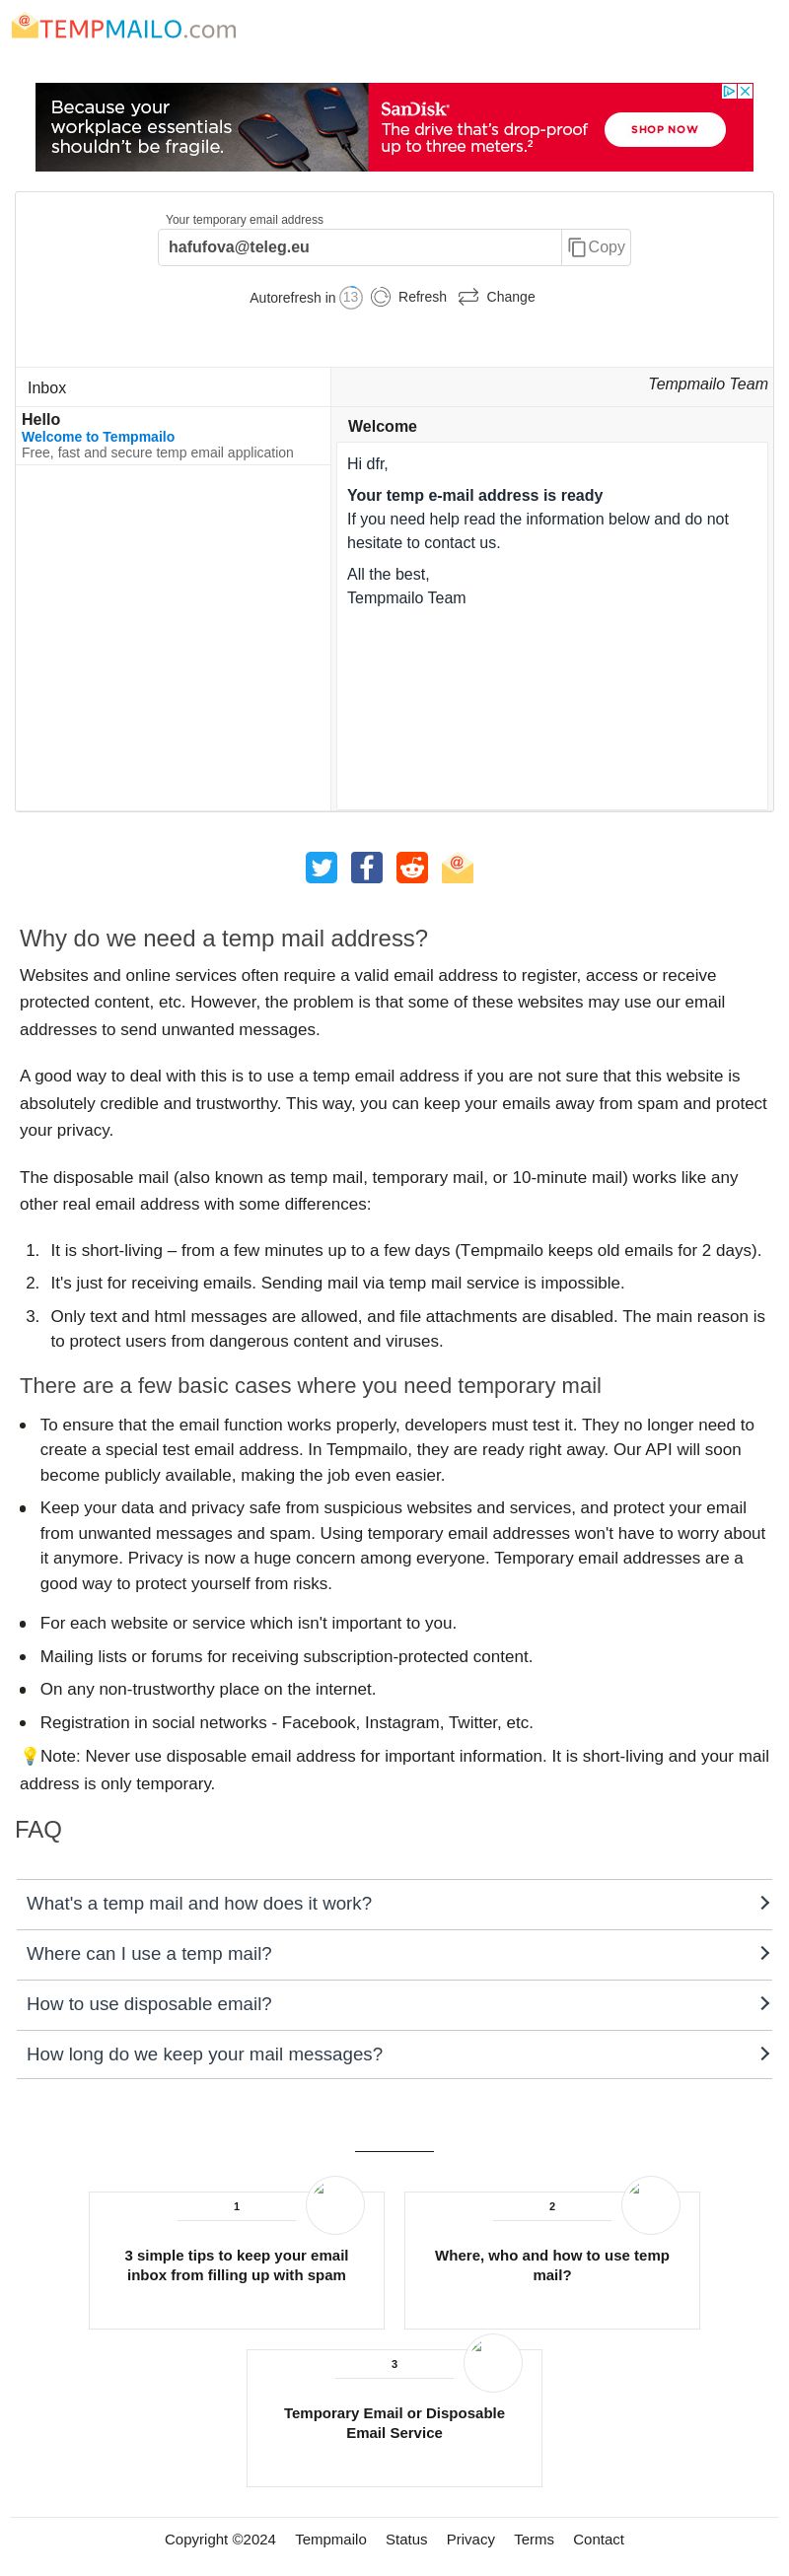 TEMPMAILO.com
Because your
workplace essentials
shouldn't be fragile.
SanDisk
The drive that's drop-proof
up to three meters.²
SHOP NOW
Your temporary email address
hafufova@teleg.eu
Copy
Autorefresh in 13 Refresh Change
Inbox
Tempmailo Team
Hello
Welcome to Tempmailo
Free, fast and secure temp email application
Welcome
Hi dfr,
Your temp e-mail address is ready
If you need help read the information below and do not
hesitate to contact us.
All the best,
Tempmailo Team
Why do we need a temp mail address?
Websites and online services often require a valid email address to register, access or receive
protected content, etc. However, the problem is that some of these websites may use our email
addresses to send unwanted messages.
A good way to deal with this is to use a temp email address if you are not sure that this website is
absolutely credible and trustworthy. This way, you can keep your emails away from spam and protect
your privacy.
The disposable mail (also known as temp mail, temporary mail, or 10-minute mail) works like any
other real email address with some differences:
1. It is short-living – from a few minutes up to a few days (Tempmailo keeps old emails for 2 days).
2. It's just for receiving emails. Sending mail via temp mail service is impossible.
3. Only text and html messages are allowed, and file attachments are disabled. The main reason is
to protect users from dangerous content and viruses.
There are a few basic cases where you need temporary mail
• To ensure that the email function works properly, developers must test it. They no longer need to
create a special test email address. In Tempmailo, they are ready right away. Our API will soon
become publicly available, making the job even easier.
• Keep your data and privacy safe from suspicious websites and services, and protect your email
from unwanted messages and spam. Using temporary email addresses won't have to worry about
it anymore. Privacy is now a huge concern among everyone. Temporary email addresses are a
good way to protect yourself from risks.
• For each website or service which isn't important to you.
• Mailing lists or forums for receiving subscription-protected content.
• On any non-trustworthy place on the internet.
• Registration in social networks - Facebook, Instagram, Twitter, etc.
💡Note: Never use disposable email address for important information. It is short-living and your mail
address is only temporary.
FAQ
What's a temp mail and how does it work?
Where can I use a temp mail?
How to use disposable email?
How long do we keep your mail messages?
1
3 simple tips to keep your email
inbox from filling up with spam
2
Where, who and how to use temp
mail?
3
Temporary Email or Disposable
Email Service
Copyright ©2024 Tempmailo Status Privacy Terms Contact